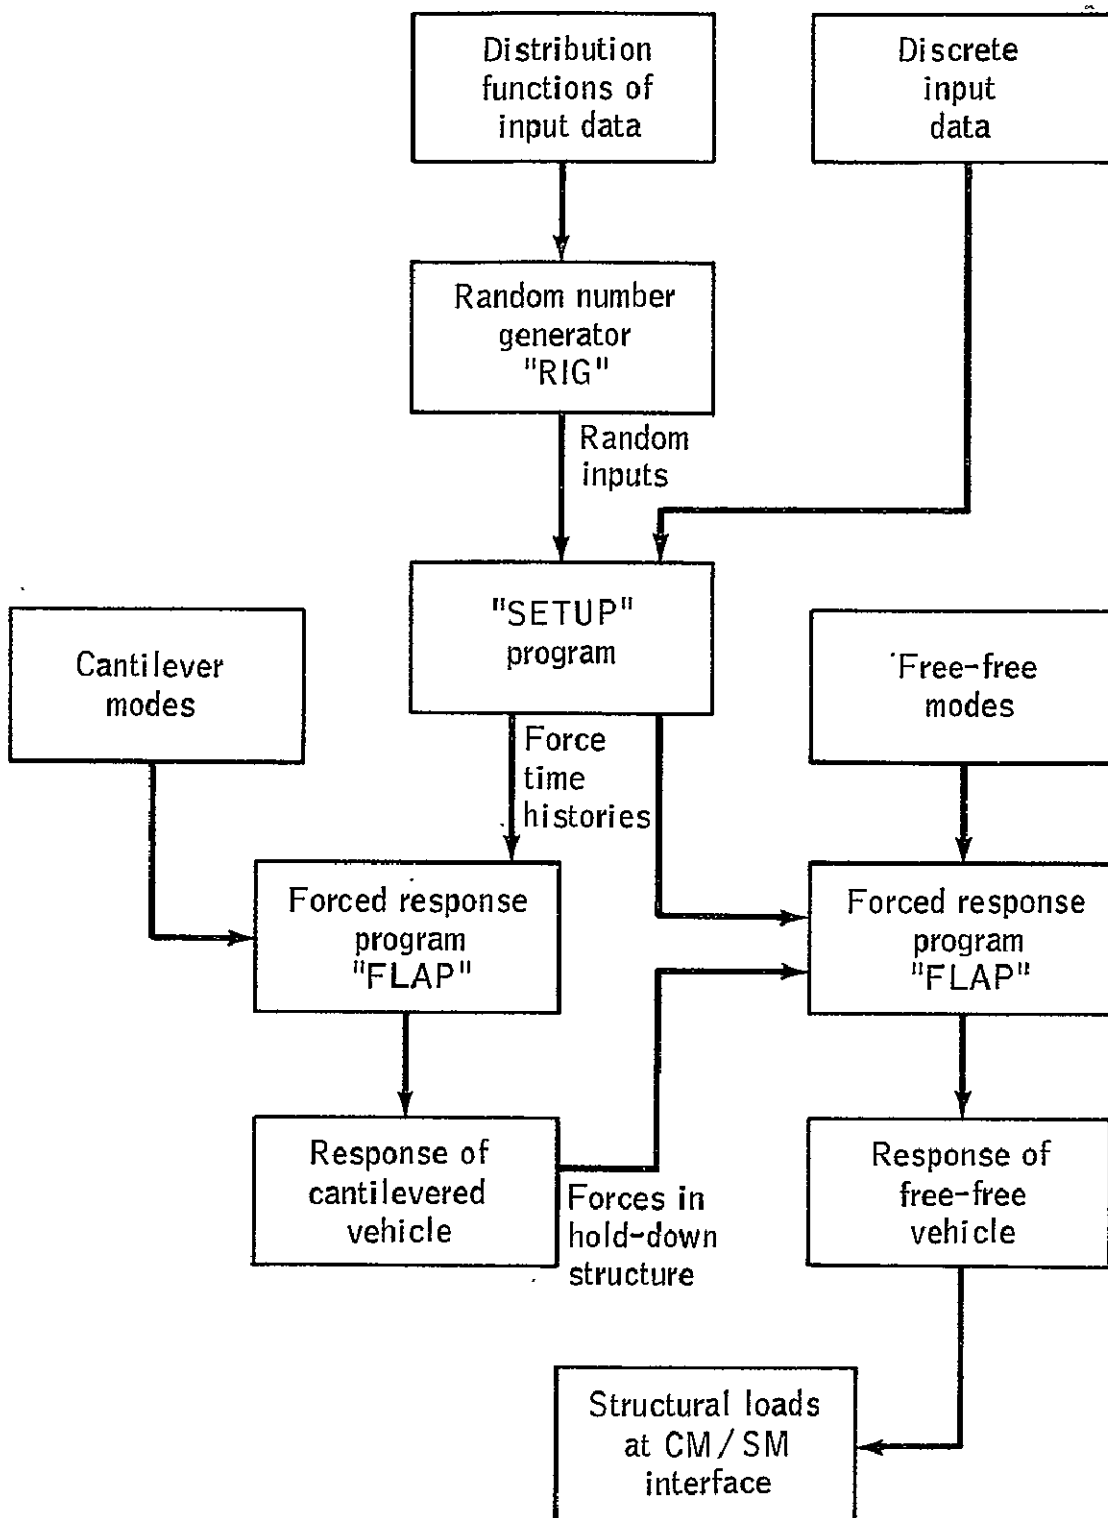 Distribution
functions of
input data
Discrete
input
data
Random number
generator
"RIG"
Random
inputs
"SETUP"
program
Cantilever
modes
Free-free
modes
Force
time
histories
Forced response
program
"FLAP"
Forced response
program
"FLAP"
Response of
cantilevered
vehicle
Forces in
hold-down
structure
Response of
free-free
vehicle
Structural loads
at CM/SM
interface